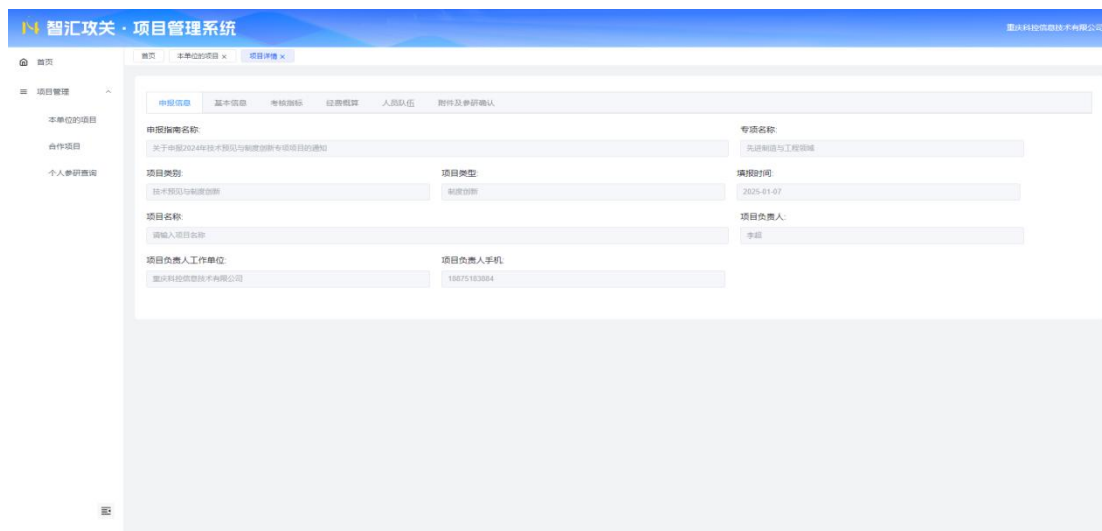 智汇攻关·项目管理系统
重庆科控信息技术有限公司
首页
首页 本单位的项目 × 项目详情 ×
项目管理
本单位的项目
合作项目
个人参研查询
申报信息 基本信息 考核指标 经费概算 人员队伍 附件及参研确认
申报指南名称: 专项名称:
关于申报2024年技术预见与制度创新专项项目的通知 先进制造与工程领域
项目类别: 项目类型: 填报时间:
技术预见与制度创新 制度创新 2025-01-07
项目名称: 项目负责人:
请输入项目名称 李超
项目负责人工作单位: 项目负责人手机:
重庆科控信息技术有限公司 18875183884